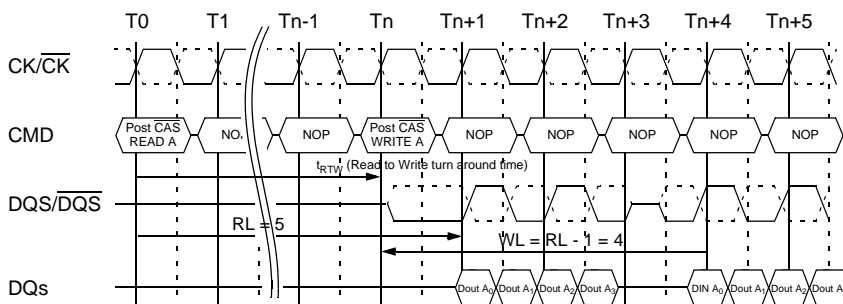 T0 T1 Tn-1 Tn Tn+1 Tn+2 Tn+3 Tn+4 Tn+5
CK/CK
CMD
Post CAS READ A
NOP
Post CAS WRITE A
NOP NOP NOP NOP NOP
tRTW (Read to Write turn around time)
DQS/DQS
RL = 5
WL = RL - 1 = 4
DQs
Dout A0 Dout A1 Dout A2 Dout A3 DIN A0 Dout A1 Dout A2 Dout A